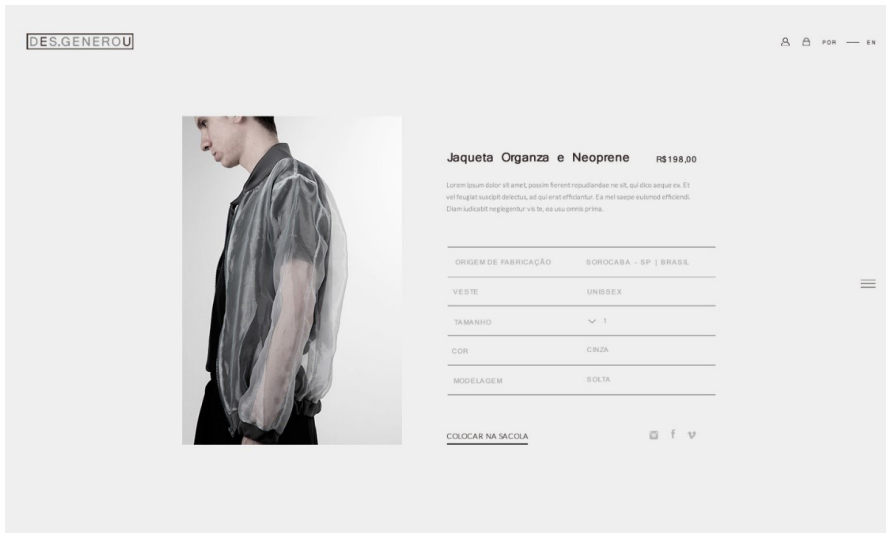 DES.GENEROU
POR — EN
Jaqueta Organza e Neoprene R$198,00
Lorem ipsum dolor sit amet, possim fierent repudiandae ne sit, qui dico aeque ex. Et
vel feugiat suscipit delectus, ad qui erat efficiantur. Ea mel saepe euismod efficiendi.
Diam iudicabit neglegentur vis te, ea usu omnis prima.
ORIGEM DE FABRICAÇÃO SOROCABA - SP | BRASIL
VESTE UNISSEX
TAMANHO 1
COR CINZA
MODELAGEM SOLTA
COLOCAR NA SACOLA